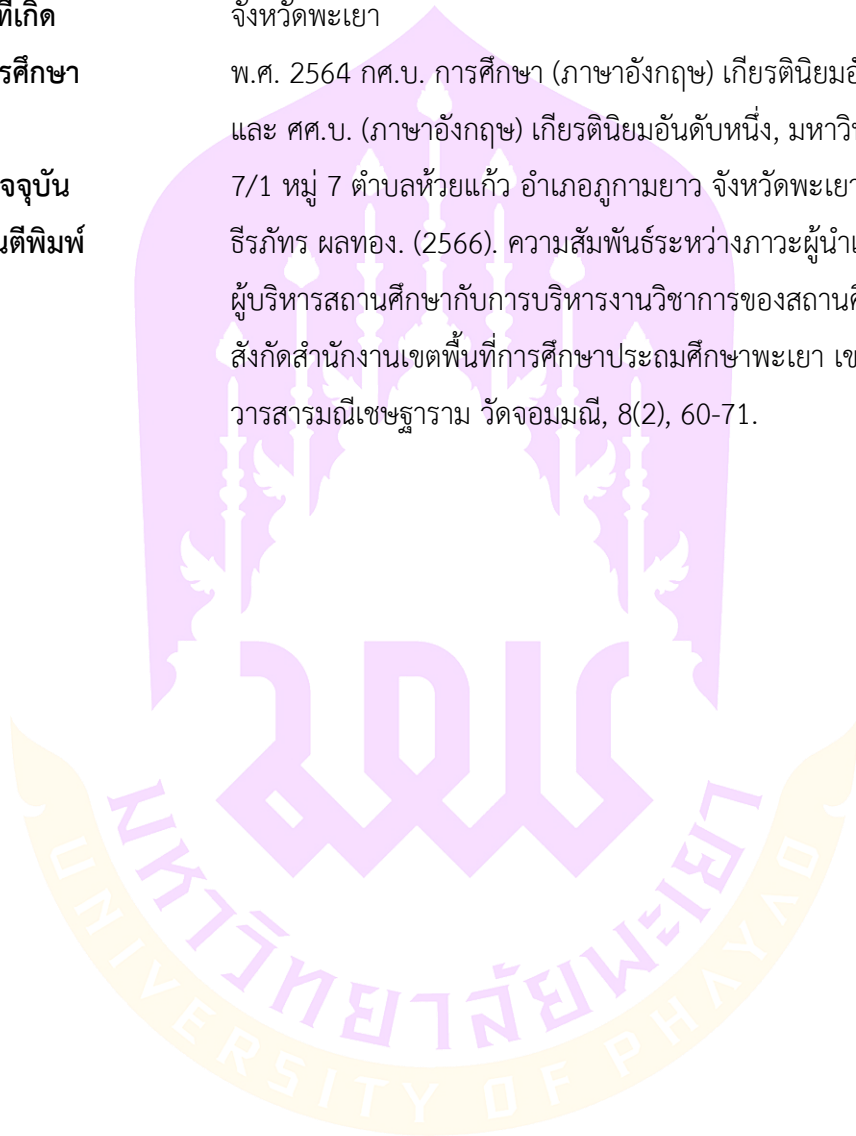 ที่เกิด จังหวัดพะเยา
รศึกษา พ.ศ. 2564 กศ.บ. การศึกษา (ภาษาอังกฤษ) เกียรตินิยมอั
และ ศศ.บ. (ภาษาอังกฤษ) เกียรตินิยมอันดับหนึ่ง, มหาวิ
จจุบัน 7/1 หมู่ 7 ตำบลห้วยแก้ว อำเภอภูกามยาว จังหวัดพะเยา
นตีพิมพ์ ธีรภัทร ผลทอง. (2566). ความสัมพันธ์ระหว่างภาวะผู้นำ
ผู้บริหารสถานศึกษากับการบริหารงานวิชาการของสถานศึ
สังกัดสำนักงานเขตพื้นที่การศึกษาประถมศึกษาพะเยา เข
วารสารมณีเชษฐาราม วัดจอมมณี, 8(2), 60-71.
มพ
มหาวิทยาลัยพะเยา
UNIVERSITY OF PHAYAO